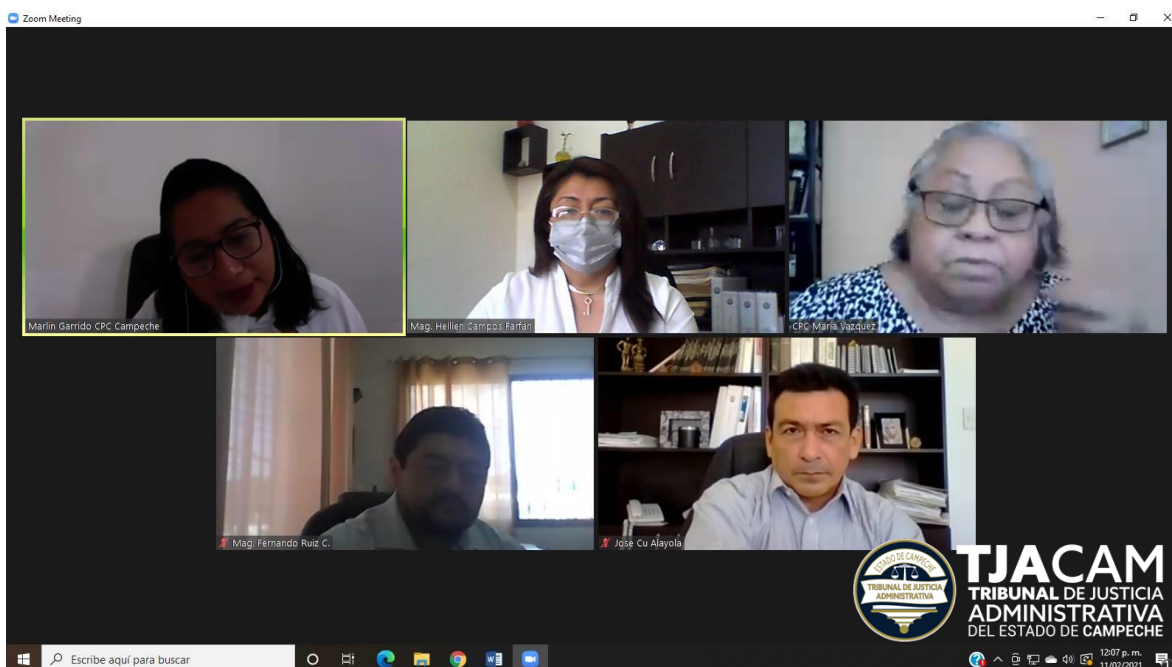 Zoom Meeting
Marlin Garrido CPC Campeche
Mag. Hellien Campos Farfan
CPC Maria Vazquez
Mag. Fernando Ruiz C.
Jose Cu Alayola
ESTADO DE CAMPECHE
TRIBUNAL DE JUSTICIA
ADMINISTRATIVA
TJACAM
TRIBUNAL DE JUSTICIA
ADMINISTRATIVA
DEL ESTADO DE CAMPECHE
Escribe aquí para buscar
12:07 p. m.
11/02/2021